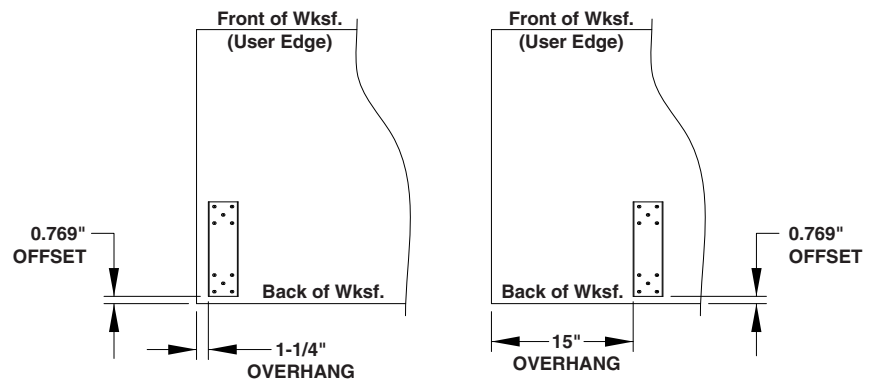 Front of Wksf.
(User Edge)
0.769"
OFFSET
Back of Wksf.
1-1/4"
OVERHANG
Front of Wksf.
(User Edge)
0.769"
OFFSET
Back of Wksf.
15"
OVERHANG